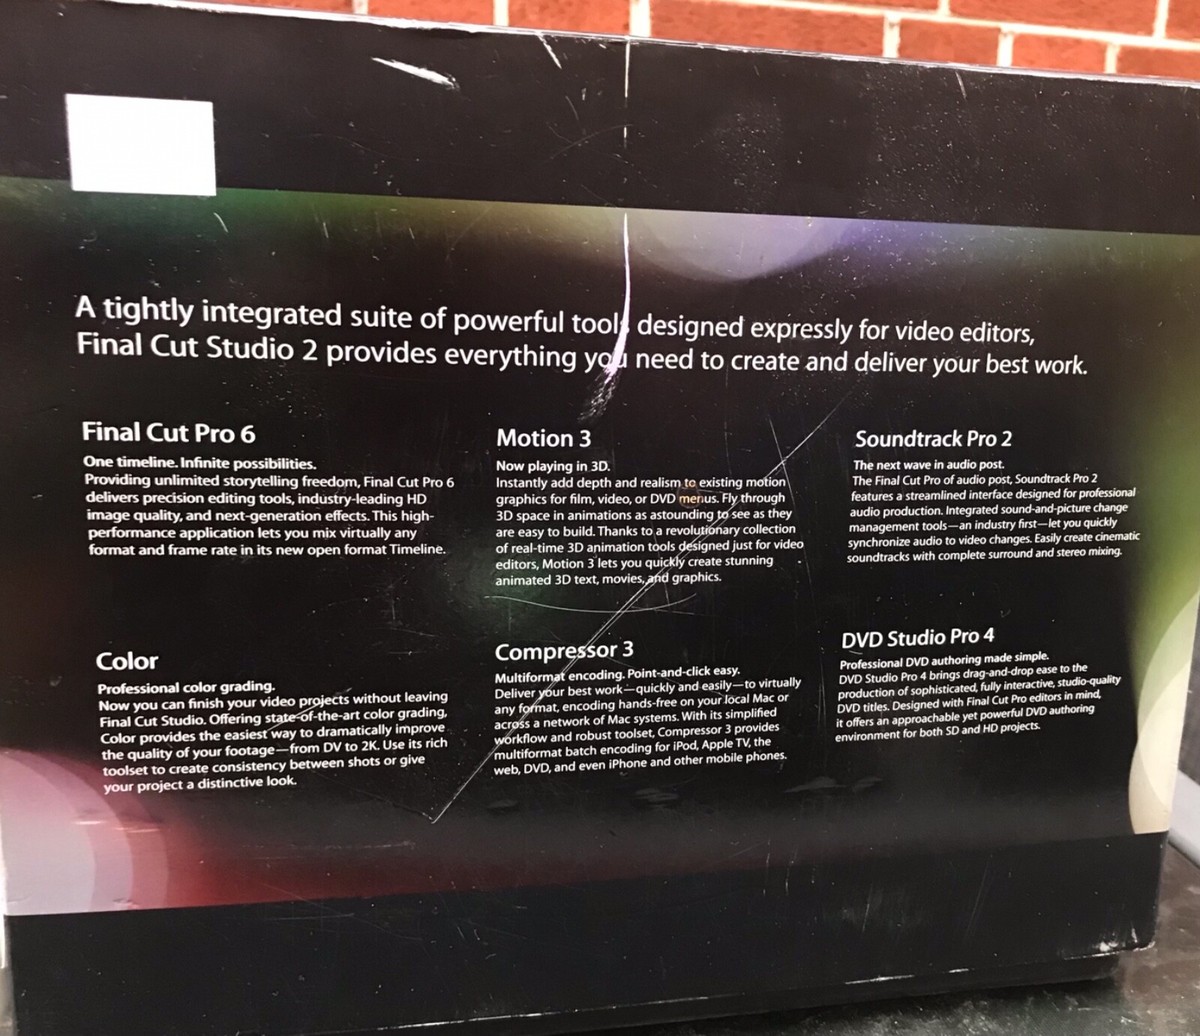 A tightly integrated suite of powerful tools designed expressly for video editors,
Final Cut Studio 2 provides everything you need to create and deliver your best work.
Final Cut Pro 6
One timeline. Infinite possibilities.
Providing unlimited storytelling freedom, Final Cut Pro 6
delivers precision editing tools, industry-leading HD
image quality, and next-generation effects. This high-
performance application lets you mix virtually any
format and frame rate in its new open format Timeline.
Motion 3
Now playing in 3D.
Instantly add depth and realism to existing motion
graphics for film, video, or DVD menus. Fly through
3D space in animations as astounding to see as they
are easy to build. Thanks to a revolutionary collection
of real-time 3D animation tools designed just for video
editors, Motion 3 lets you quickly create stunning
animated 3D text, movies, and graphics.
Soundtrack Pro 2
The next wave in audio post.
The Final Cut Pro of audio post, Soundtrack Pro 2
features a streamlined interface designed for professional
audio production. Integrated sound-and-picture change
management tools—an industry first—let you quickly
synchronize audio to video changes. Easily create cinematic
soundtracks with complete surround and stereo mixing.
Color
Professional color grading.
Now you can finish your video projects without leaving
Final Cut Studio. Offering state-of-the-art color grading,
Color provides the easiest way to dramatically improve
the quality of your footage—from DV to 2K. Use its rich
toolset to create consistency between shots or give
your project a distinctive look.
Compressor 3
Multiformat encoding. Point-and-click easy.
Deliver your best work—quickly and easily—to virtually
any format, encoding hands-free on your local Mac or
across a network of Mac systems. With its simplified
workflow and robust toolset, Compressor 3 provides
multiformat batch encoding for iPod, Apple TV, the
web, DVD, and even iPhone and other mobile phones.
DVD Studio Pro 4
Professional DVD authoring made simple.
DVD Studio Pro 4 brings drag-and-drop ease to the
production of sophisticated, fully interactive, studio-quality
DVD titles. Designed with Final Cut Pro editors in mind,
it offers an approachable yet powerful DVD authoring
environment for both SD and HD projects.